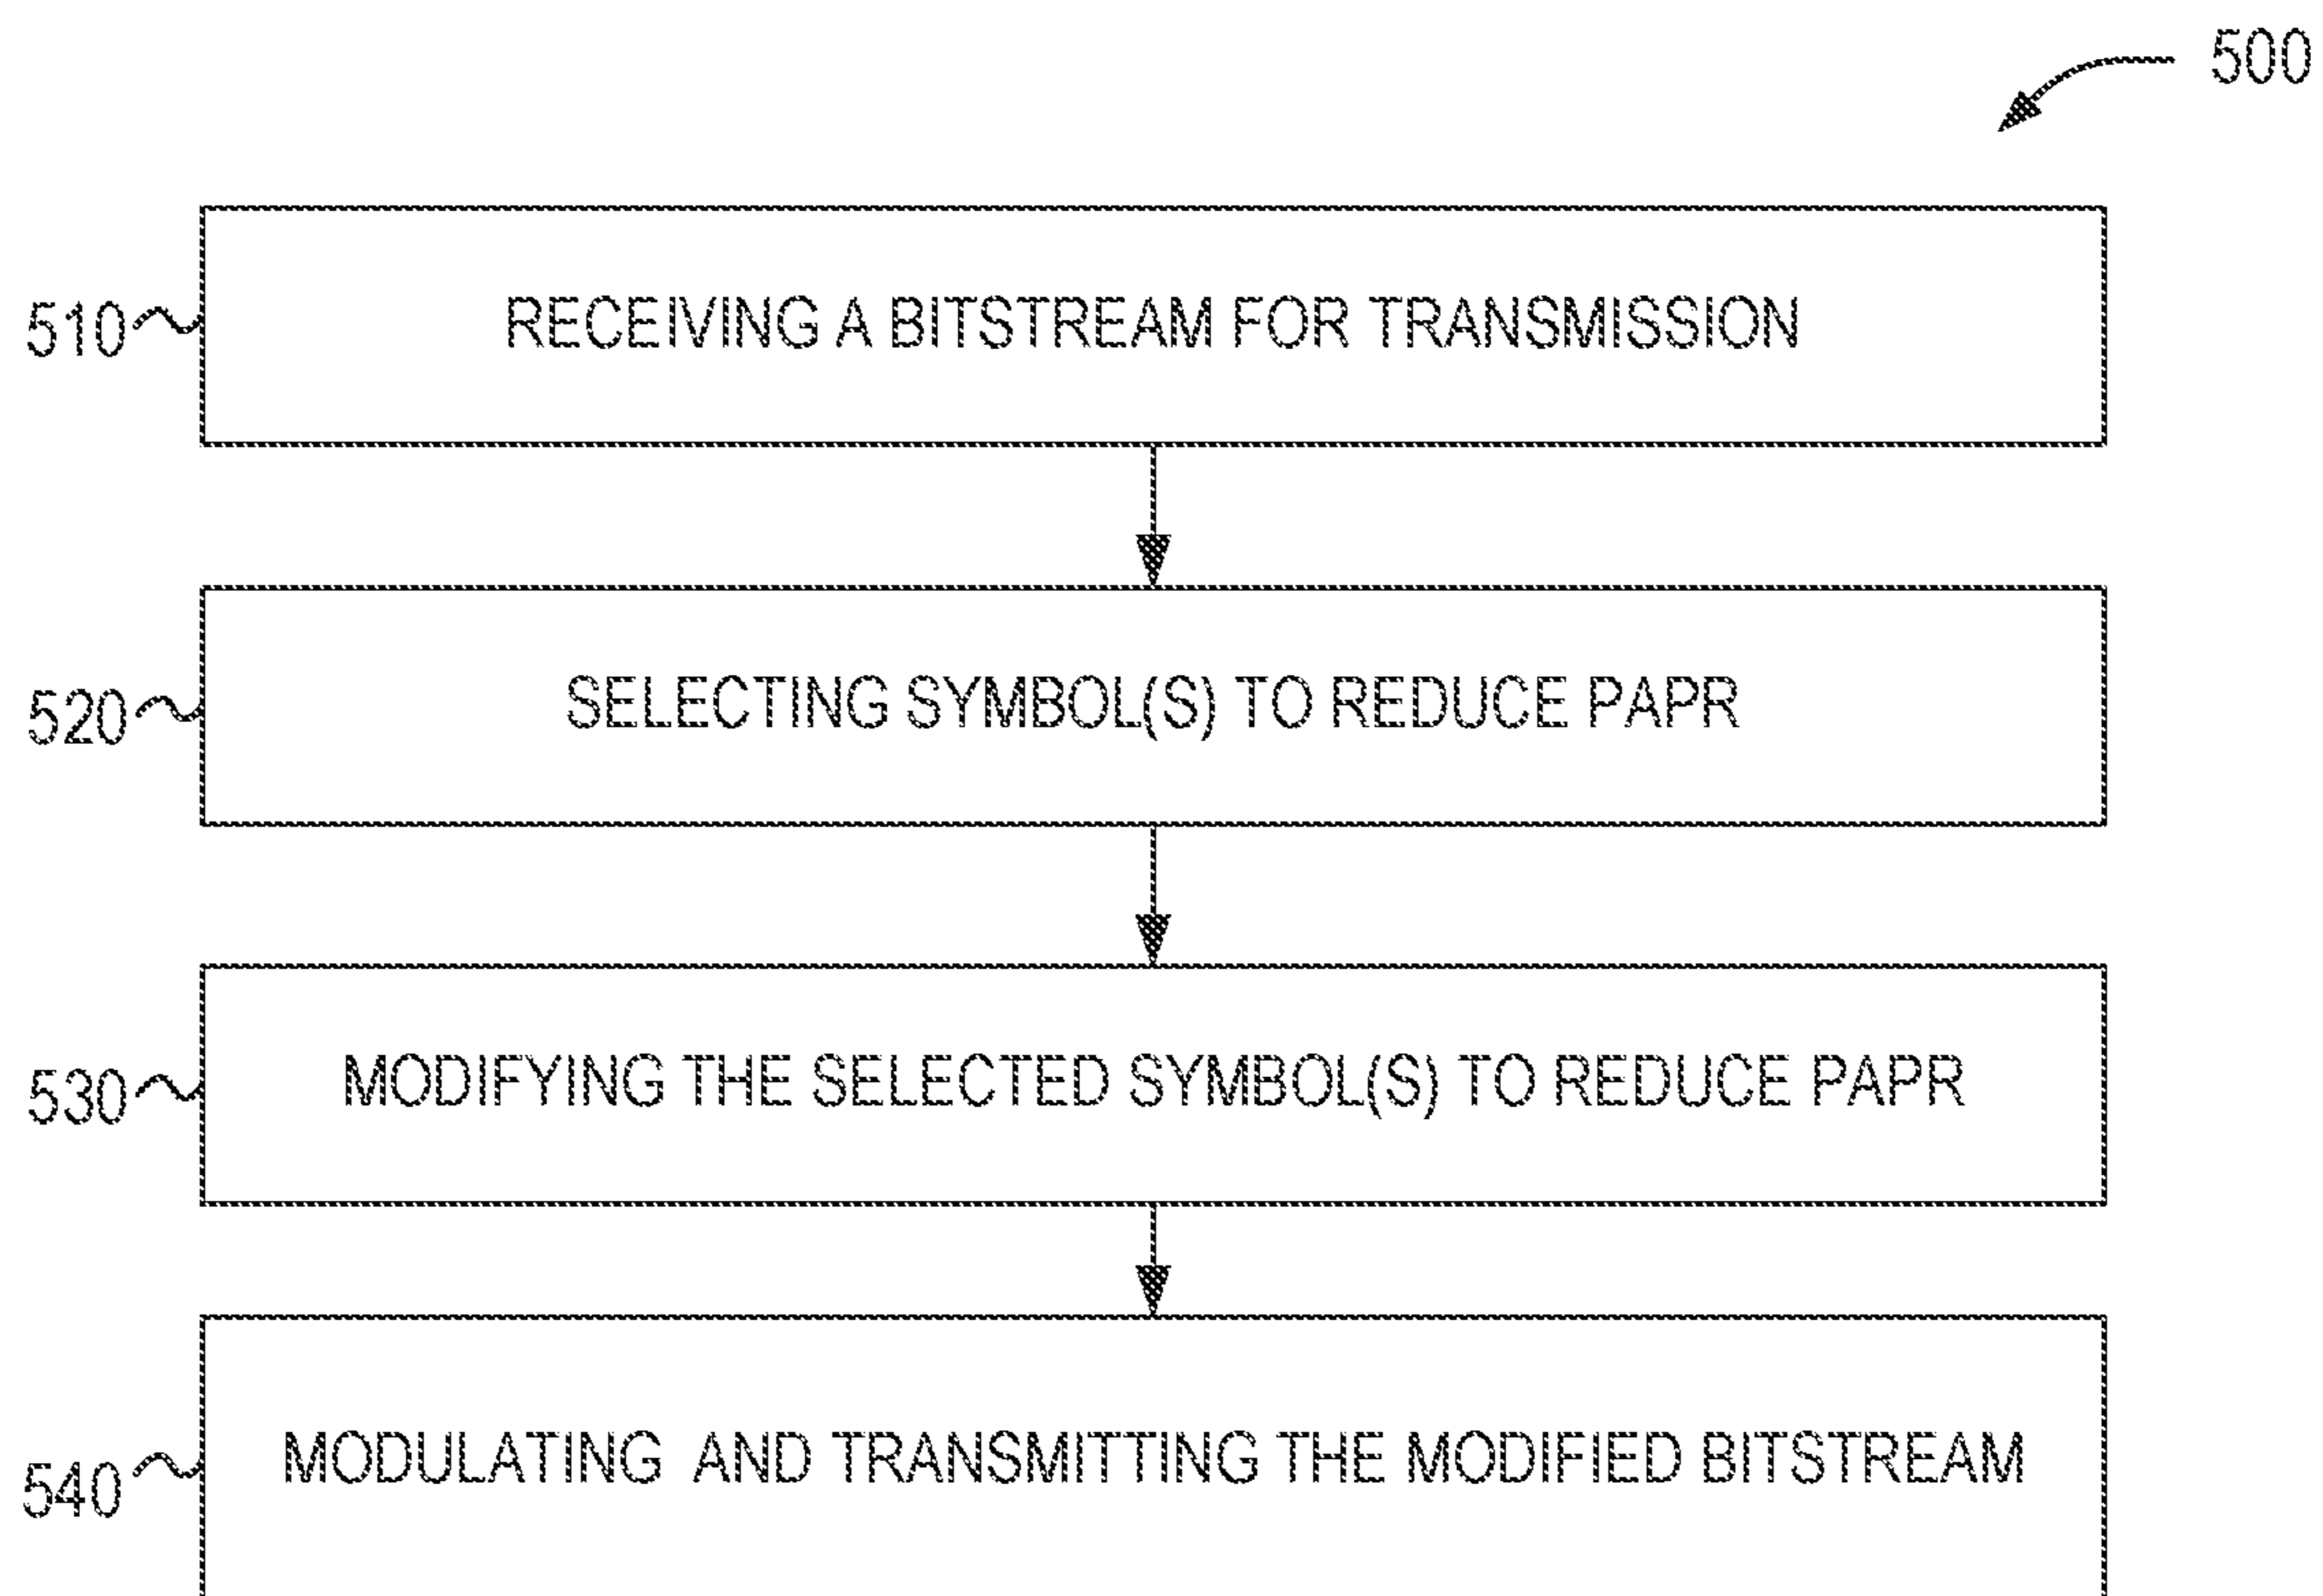 500
510 RECEIVING A BITSTREAM FOR TRANSMISSION
520 SELECTING SYMBOL(S) TO REDUCE PAPR
530 MODIFYING THE SELECTED SYMBOL(S) TO REDUCE PAPR
540 MODULATING AND TRANSMITTING THE MODIFIED BITSTREAM